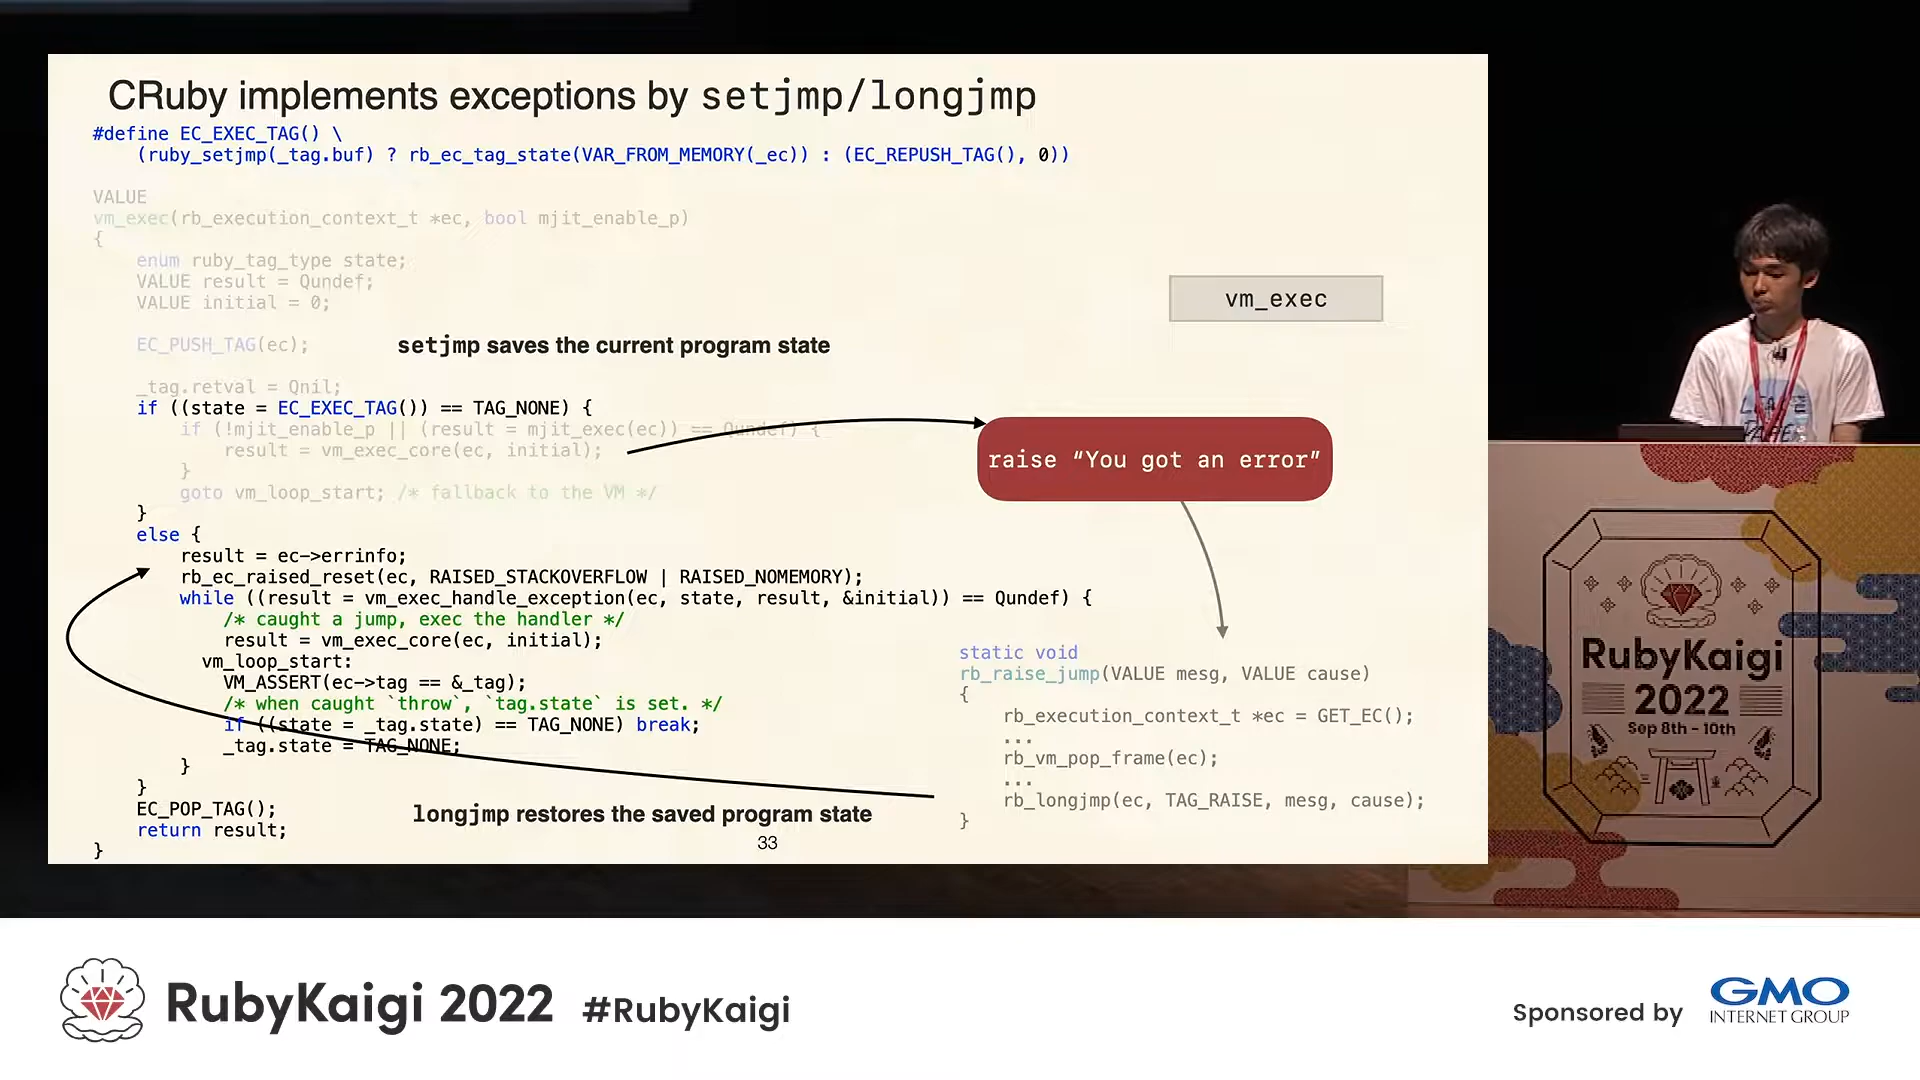 CRuby implements exceptions by setjmp/longjmp
#define EC_EXEC_TAG() \
(ruby_setjmp(_tag.buf) ? rb_ec_tag_state(VAR_FROM_MEMORY(_ec)) : (EC_REPUSH_TAG(), 0))
VALUE
vm_exec(rb_execution_context_t *ec, bool mjit_enable_p)
{
enum ruby_tag_type state;
VALUE result = Qundef;
VALUE initial = 0;
EC_PUSH_TAG(ec);
setjmp saves the current program state
_tag.retval = Qnil;
if ((state = EC_EXEC_TAG()) == TAG_NONE) {
if (!mjit_enable_p || (result = mjit_exec(ec)) == Qundef) {
result = vm_exec_core(ec, initial);
}
goto vm_loop_start; /* fallback to the VM */
}
else {
result = ec->errinfo;
rb_ec_raised_reset(ec, RAISED_STACKOVERFLOW | RAISED_NOMEMORY);
while ((result = vm_exec_handle_exception(ec, state, result, &initial)) == Qundef) {
/* caught a jump, exec the handler */
result = vm_exec_core(ec, initial);
vm_loop_start:
VM_ASSERT(ec->tag == &_tag);
/* when caught `throw`, `tag.state` is set. */
if ((state = _tag.state) == TAG_NONE) break;
_tag.state = TAG_NONE;
}
}
EC_POP_TAG();
return result;
}
longjmp restores the saved program state
33
vm_exec
raise “You got an error”
static void
rb_raise_jump(VALUE mesg, VALUE cause)
{
rb_execution_context_t *ec = GET_EC();
...
rb_vm_pop_frame(ec);
...
rb_longjmp(ec, TAG_RAISE, mesg, cause);
}
RubyKaigi
2022
Sep 8th - 10th
RubyKaigi 2022 #RubyKaigi
Sponsored by
GMO
INTERNET GROUP